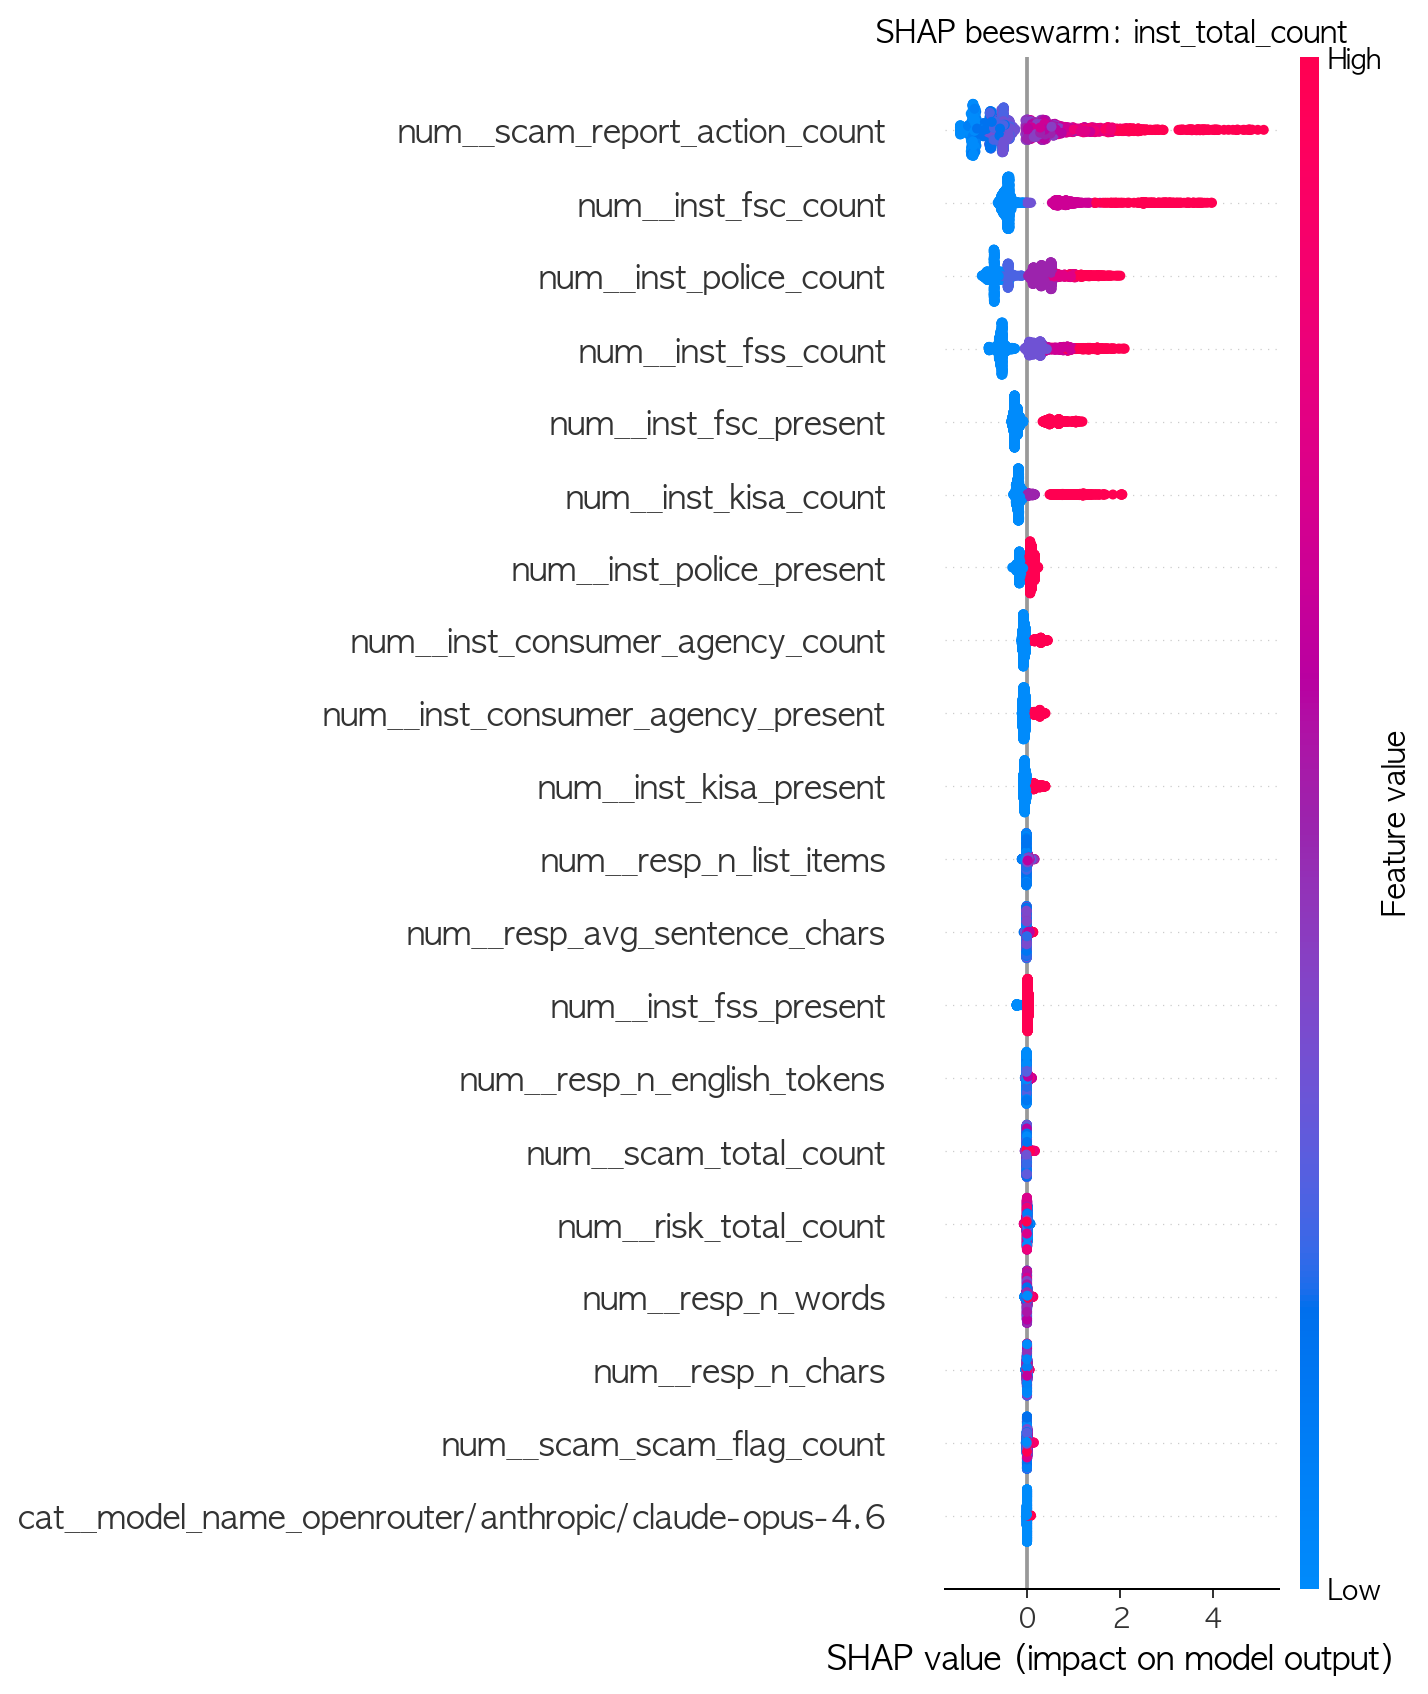 SHAP beeswarm: inst_total_count
High
num__scam_report_action_count
num__inst_fsc_count
num__inst_police_count
num__inst_fss_count
num__inst_fsc_present
num__inst_kisa_count
num__inst_police_present
num__inst_consumer_agency_count
num__inst_consumer_agency_present
num__inst_kisa_present
num__resp_n_list_items
num__resp_avg_sentence_chars
num__inst_fss_present
num__resp_n_english_tokens
num__scam_total_count
num__risk_total_count
num__resp_n_words
num__resp_n_chars
num__scam_scam_flag_count
cat__model_name_openrouter/anthropic/claude-opus-4.6
Feature value
Low
0 2 4
SHAP value (impact on model output)